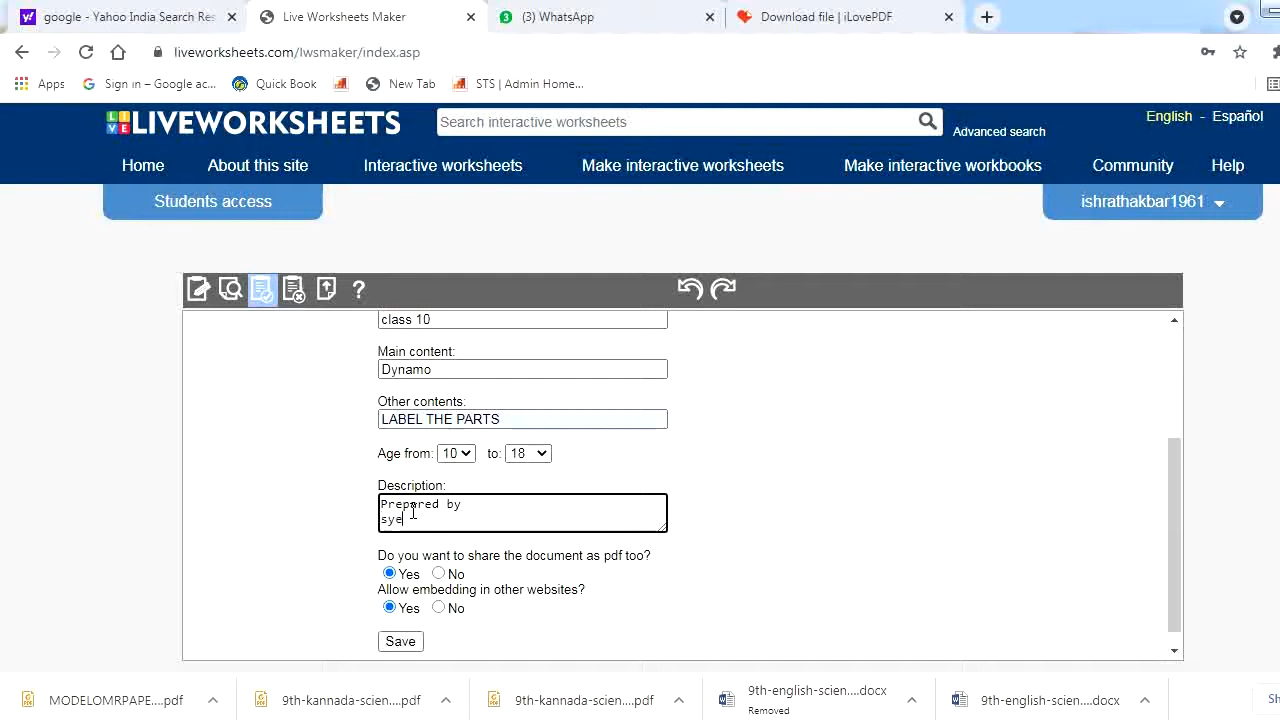 google - Yahoo India Search Res
Live Worksheets Maker
(3) WhatsApp
Download file | iLovePDF
liveworksheets.com/lwsmaker/index.asp
Apps
Sign in – Google ac...
Quick Book
New Tab
STS | Admin Home...
LIVEWORKSHEETS
Search interactive worksheets
Advanced search
English - Español
Home
About this site
Interactive worksheets
Make interactive worksheets
Make interactive workbooks
Community
Help
Students access
ishrathakbar1961
?
class 10
Main content:
Dynamo
Other contents:
LABEL THE PARTS
Age from: 10 to: 18
Description:
Prepared by
sye
Do you want to share the document as pdf too?
Yes No
Allow embedding in other websites?
Yes No
Save
MODELOMRPAPE....pdf
9th-kannada-scien....pdf
9th-kannada-scien....pdf
9th-english-scien....docx
Removed
9th-english-scien....docx